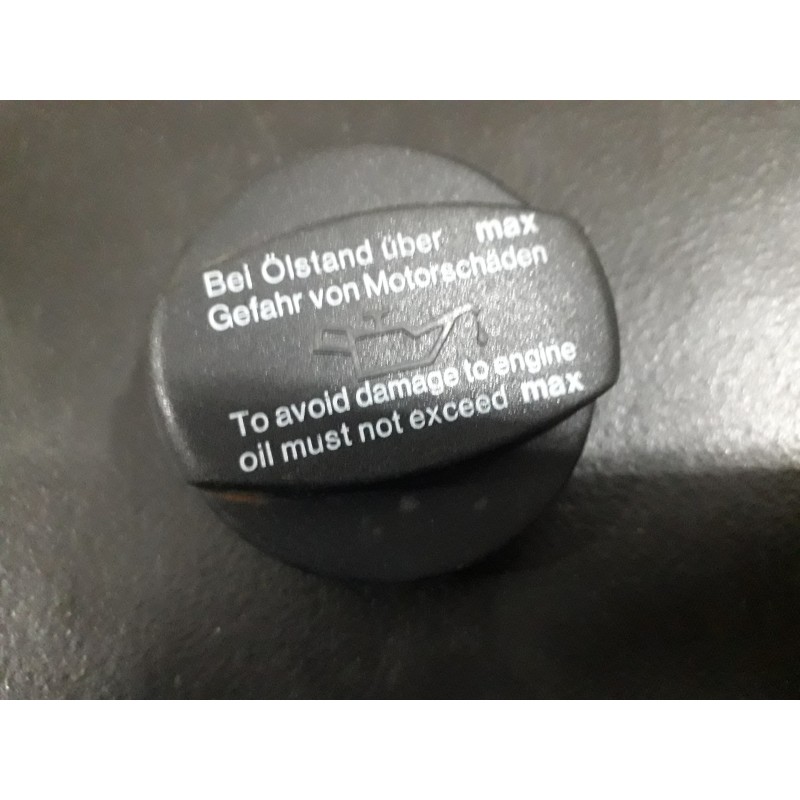 Bei Ölstand über max
Gefahr von Motorschäden
To avoid damage to engine
oil must not exceed max